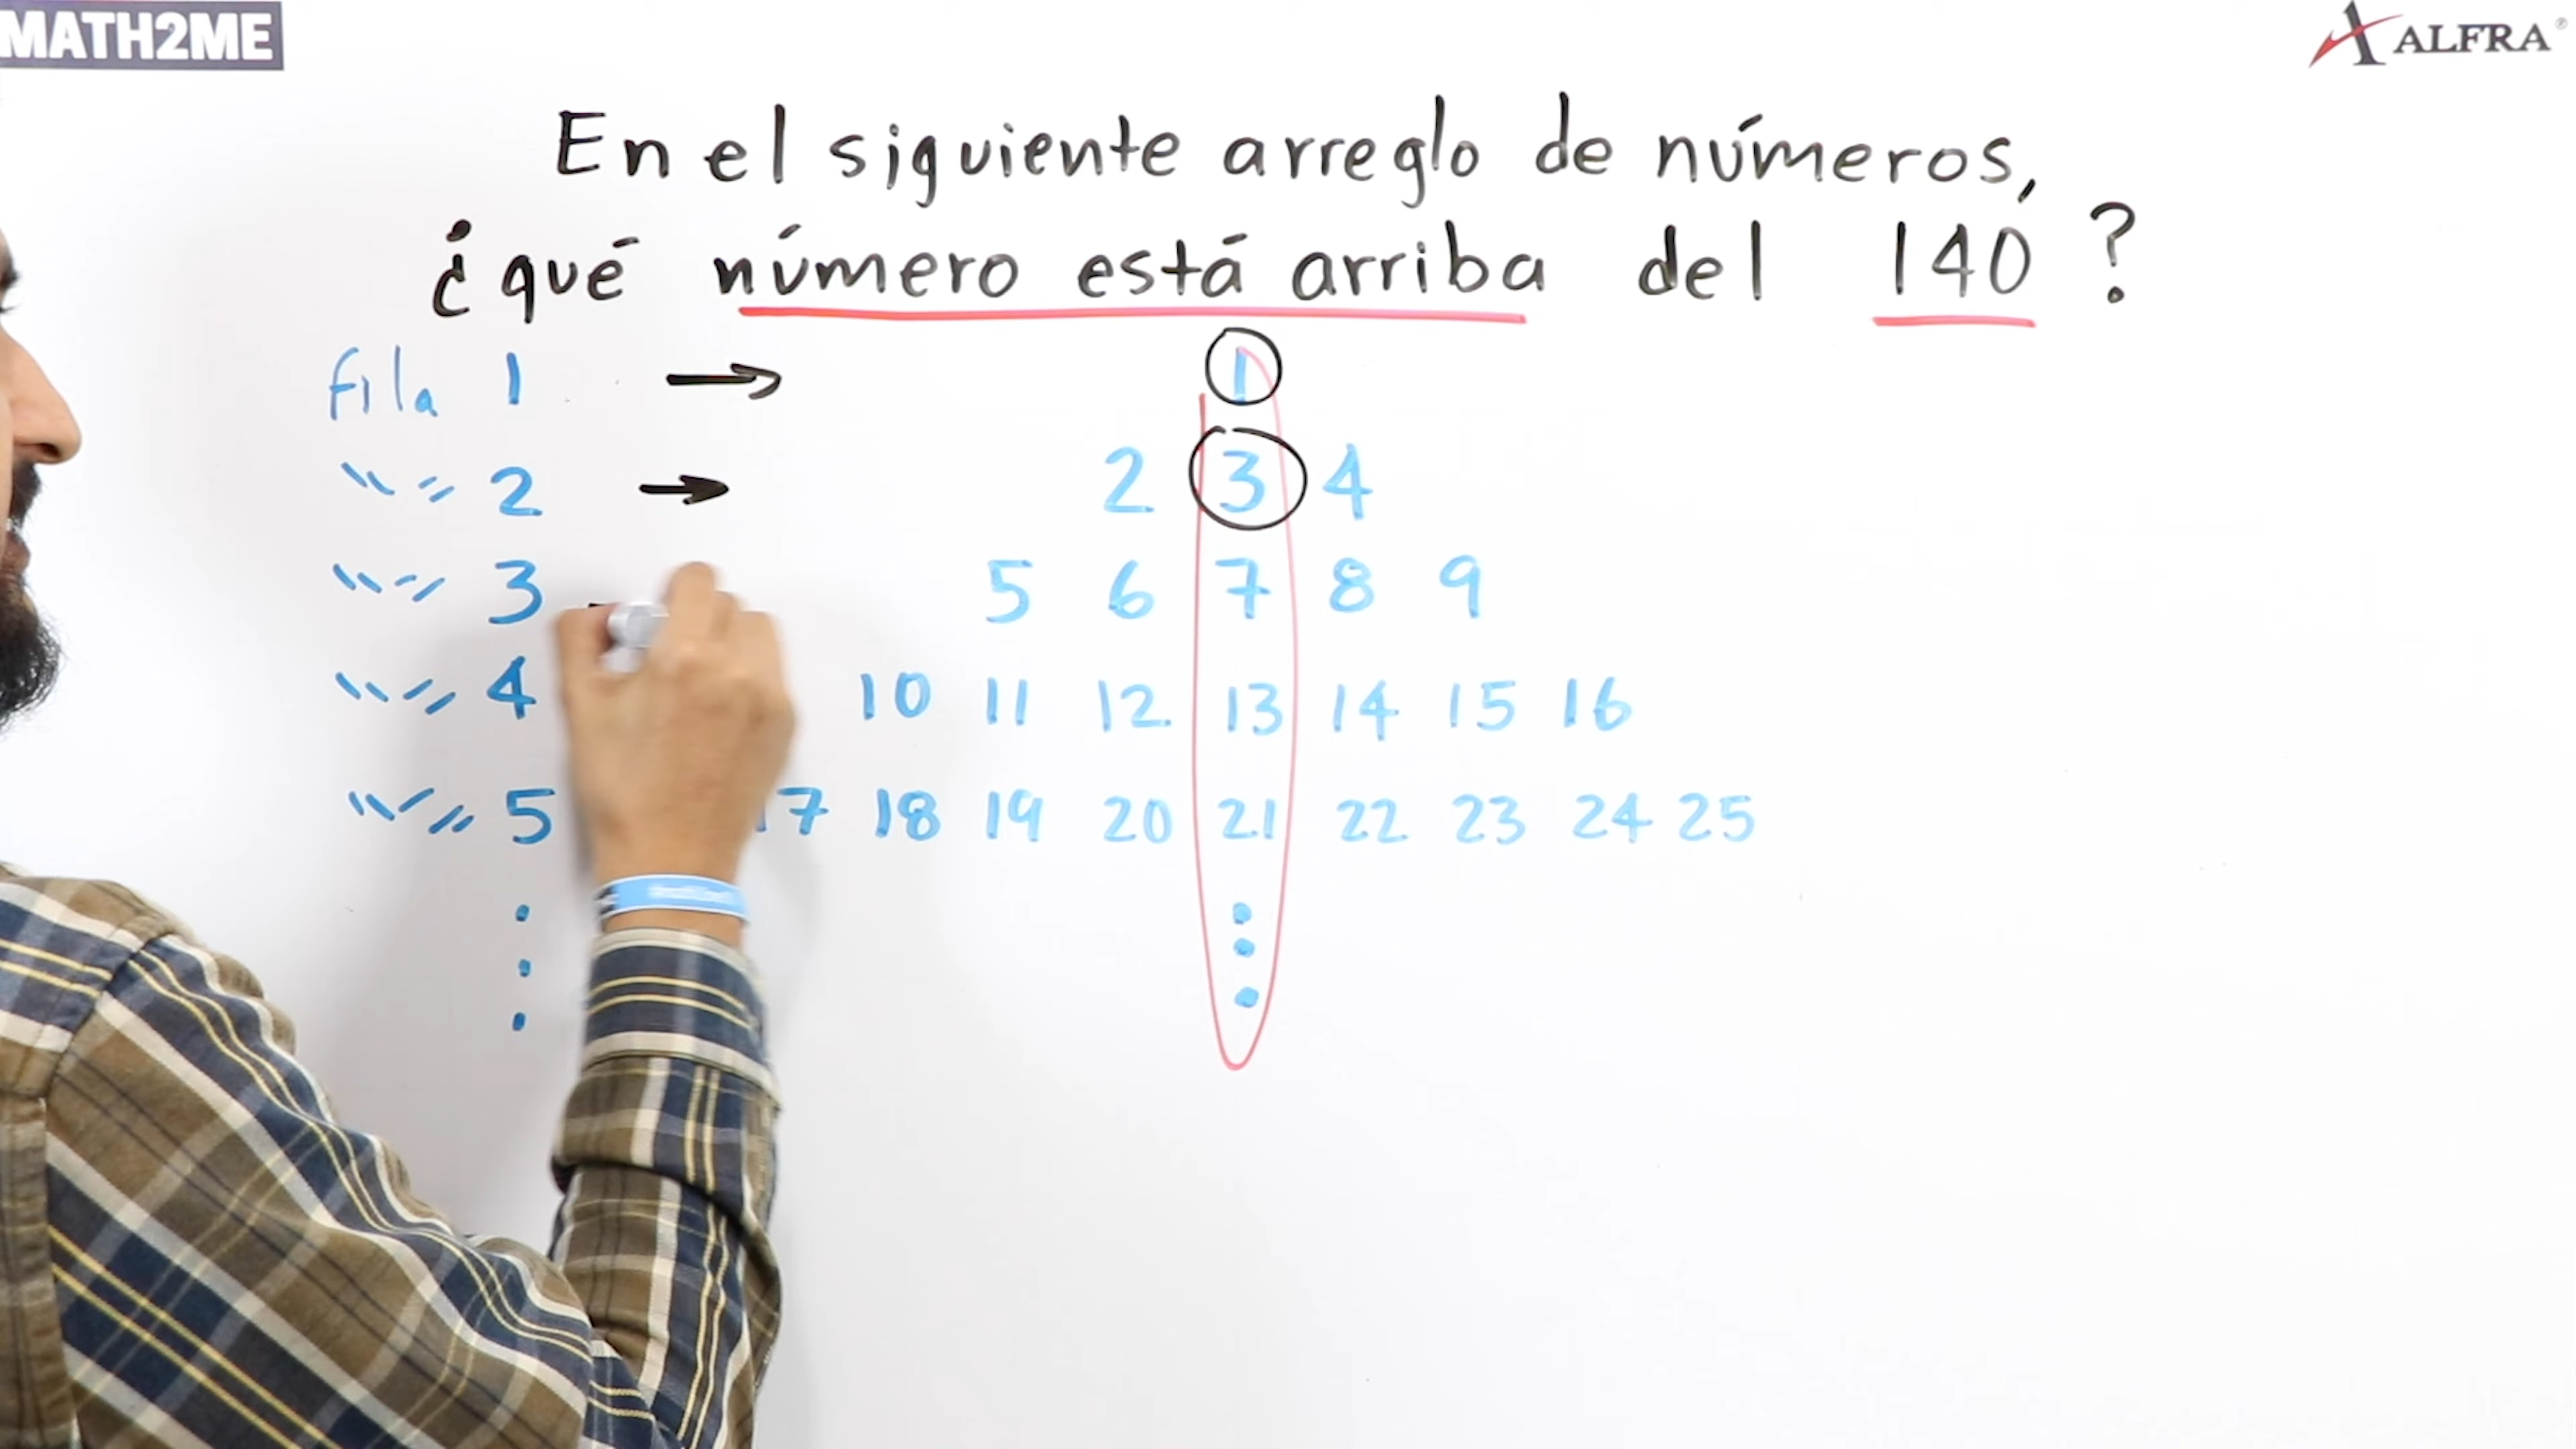 MATH2ME
ALFRA®
En el siguiente arreglo de números,
¿qué número está arriba del 140?
fila 1 → 1
" = 2 → 2 3 4
" = 3 5 6 7 8 9
" = 4 10 11 12 13 14 15 16
" = 5 17 18 19 20 21 22 23 24 25